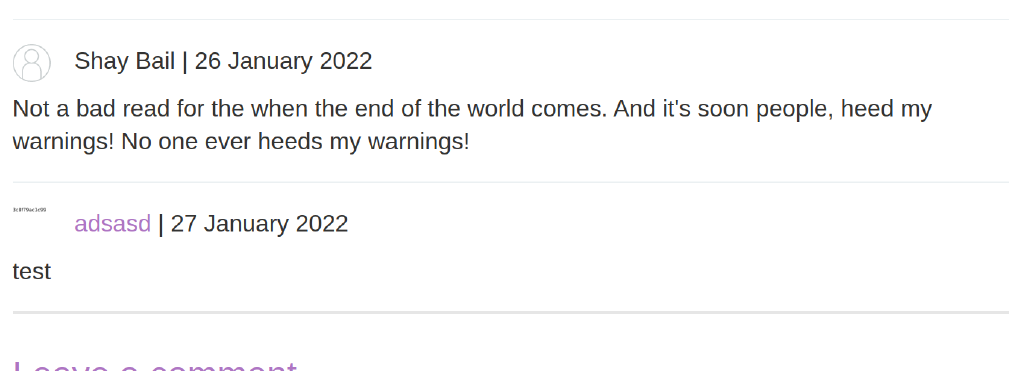 Shay Bail | 26 January 2022
Not a bad read for the when the end of the world comes. And it's soon people, heed my
warnings! No one ever heeds my warnings!
adsasd | 27 January 2022
test
Leave a comment